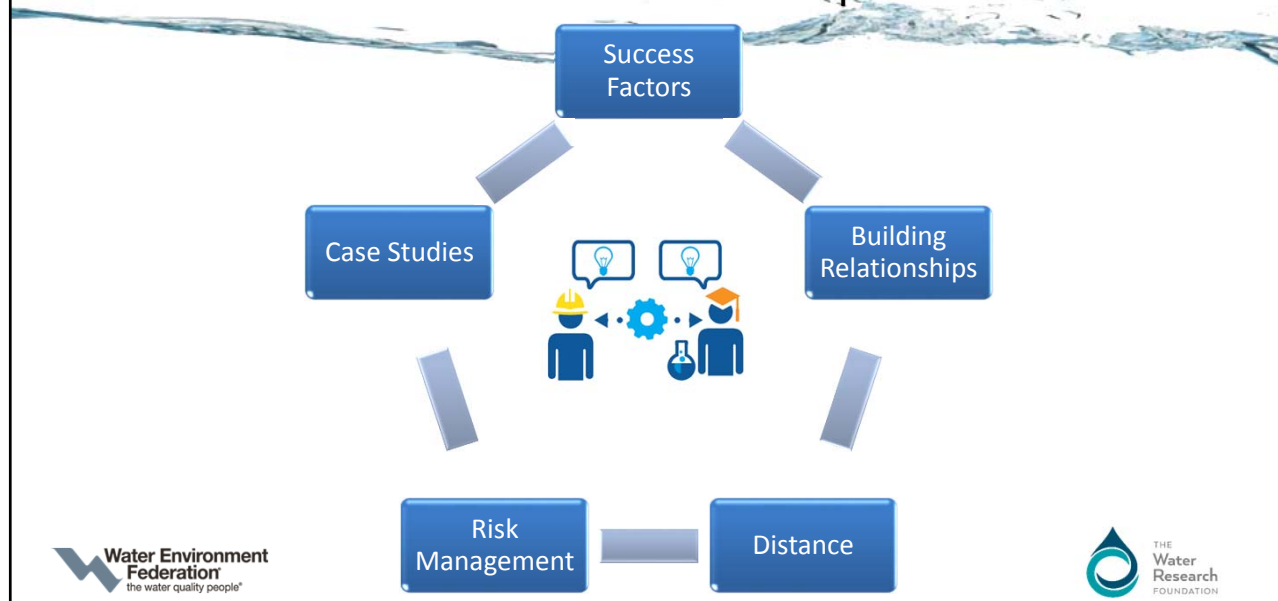 Success
Factors
Case Studies
Building
Relationships
Risk
Management
Distance
Water Environment
Federation
the water quality people®
THE
Water
Research
FOUNDATION